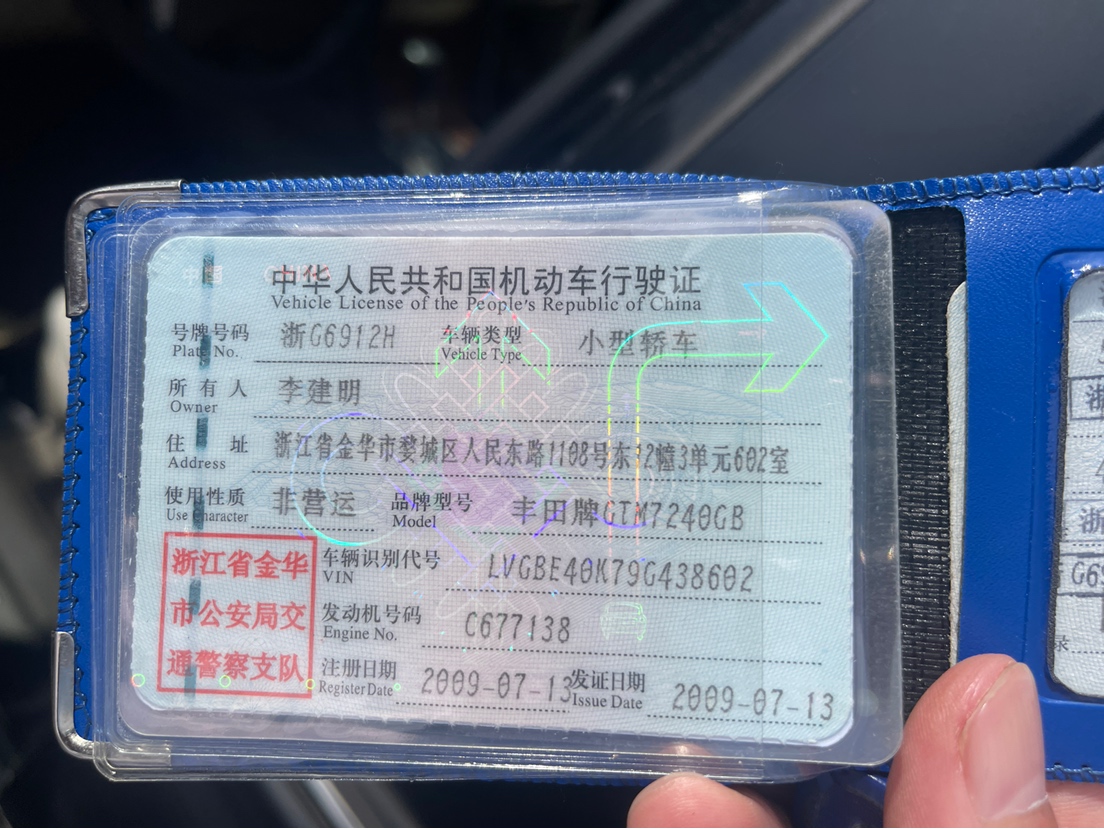 中华人民共和国机动车行驶证
Vehicle License of the People's Republic of China
号牌号码 浙G6912H 车辆类型 小型轿车
Plate No. Vehicle Type
所有人 李建明
Owner
住址 浙江省金华市婺城区人民东路1108号东12幢3单元602室
Address
使用性质 非营运 品牌型号 丰田牌GTM7240GB
Use Character Model
浙江省金华
市公安局交
通警察支队
车辆识别代号 LVGBE40K79G438602
VIN
发动机号码 C677138
Engine No.
注册日期 2009-07-13 发证日期 2009-07-13
Register Date Issue Date